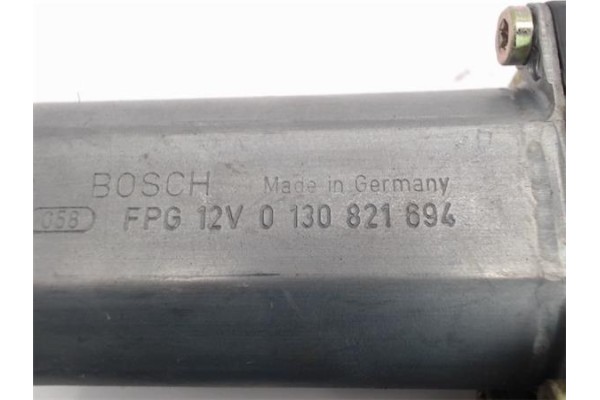 BOSCH Made in Germany
058 FPG 12V 0 130 821 694